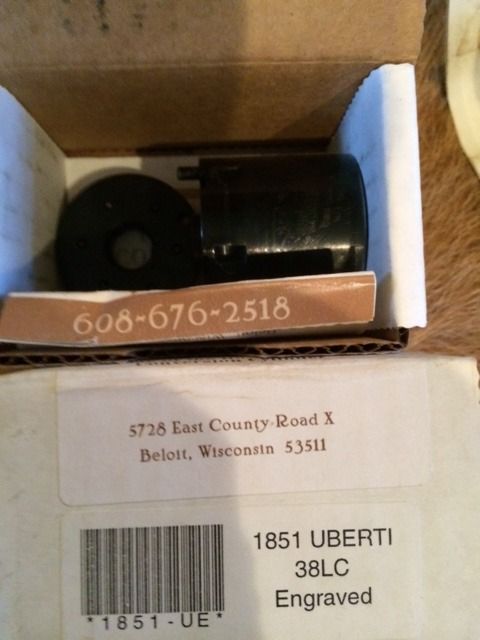 608-676-2518
5728 East County Road X
Beloit, Wisconsin 53511
1851 UBERTI
38LC
Engraved
*1851-UE*